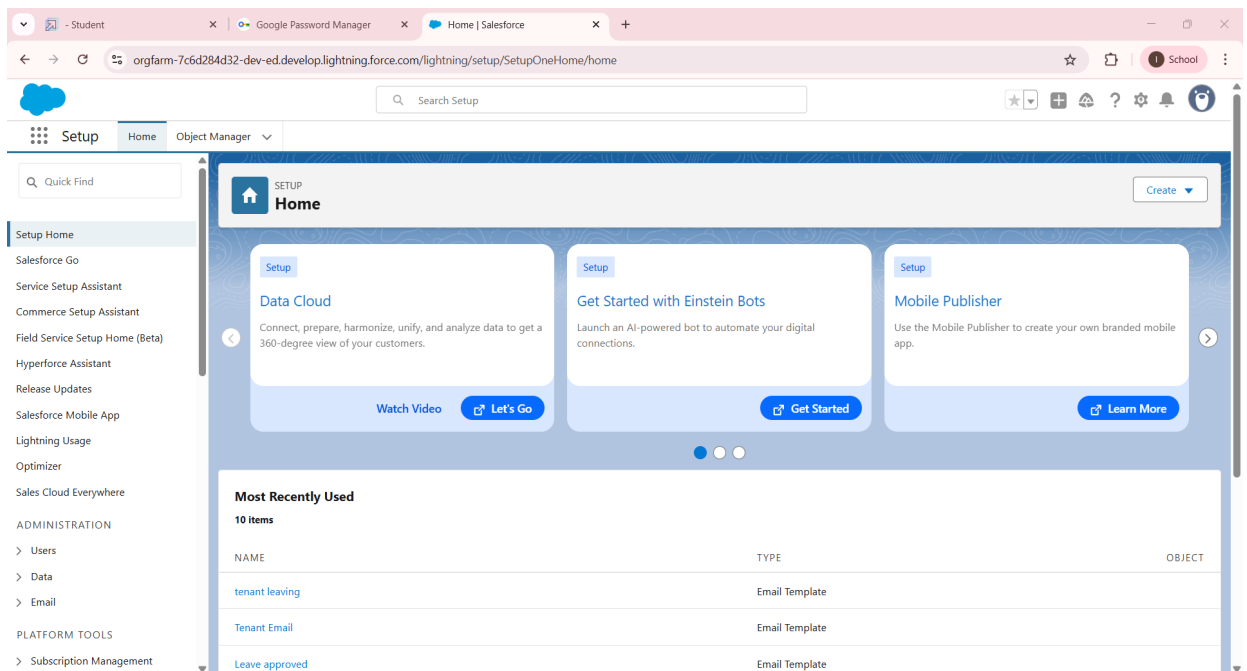 - Student
Google Password Manager
Home | Salesforce
orgfarm-7c6d284d32-dev-ed.develop.lightning.force.com/lightning/setup/SetupOneHome/home
I
School
Search Setup
Setup
Home
Object Manager
Quick Find
Setup Home
Salesforce Go
Service Setup Assistant
Commerce Setup Assistant
Field Service Setup Home (Beta)
Hyperforce Assistant
Release Updates
Salesforce Mobile App
Lightning Usage
Optimizer
Sales Cloud Everywhere
ADMINISTRATION
Users
Data
Email
PLATFORM TOOLS
Subscription Management
SETUP
Home
Create
Setup
Data Cloud
Connect, prepare, harmonize, unify, and analyze data to get a
360-degree view of your customers.
Watch Video
Let's Go
Setup
Get Started with Einstein Bots
Launch an AI-powered bot to automate your digital
connections.
Get Started
Setup
Mobile Publisher
Use the Mobile Publisher to create your own branded mobile
app.
Learn More
Most Recently Used
10 items
NAME TYPE OBJECT
tenant leaving Email Template
Tenant Email Email Template
Leave approved Email Template